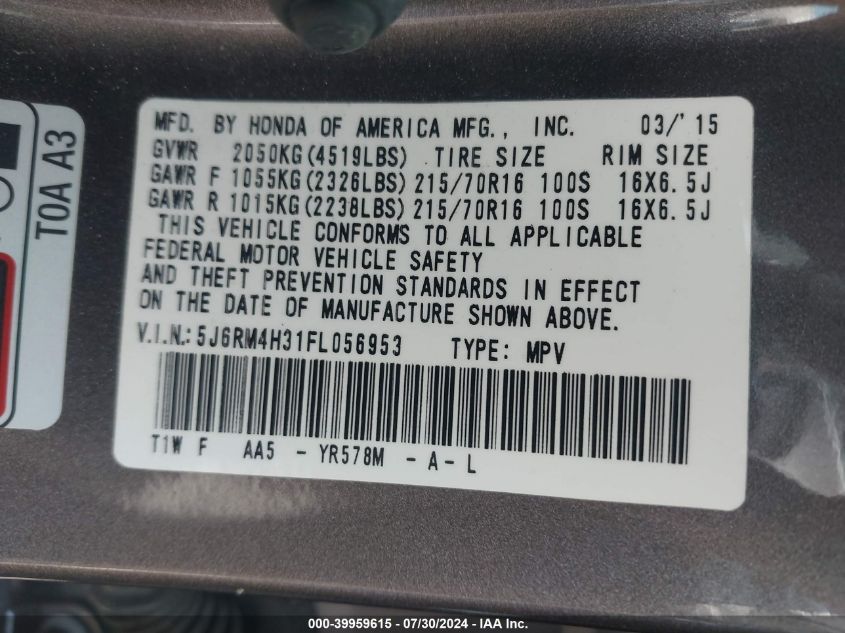 MFD. BY HONDA OF AMERICA MFG., INC. 03/'15
GVWR 2050KG(4519LBS) TIRE SIZE RIM SIZE
GAWR F 1055KG(2326LBS) 215/70R16 100S 16X6.5J
GAWR R 1015KG(2238LBS) 215/70R16 100S 16X6.5J
THIS VEHICLE CONFORMS TO ALL APPLICABLE
FEDERAL MOTOR VEHICLE SAFETY
AND THEFT PREVENTION STANDARDS IN EFFECT
ON THE DATE OF MANUFACTURE SHOWN ABOVE.
V.I.N.: 5J6RM4H31FL056953 TYPE: MPV
T1W F AA5 - YR578M - A - L
T0A A3
000-39959615 - 07/30/2024 - IAA Inc.